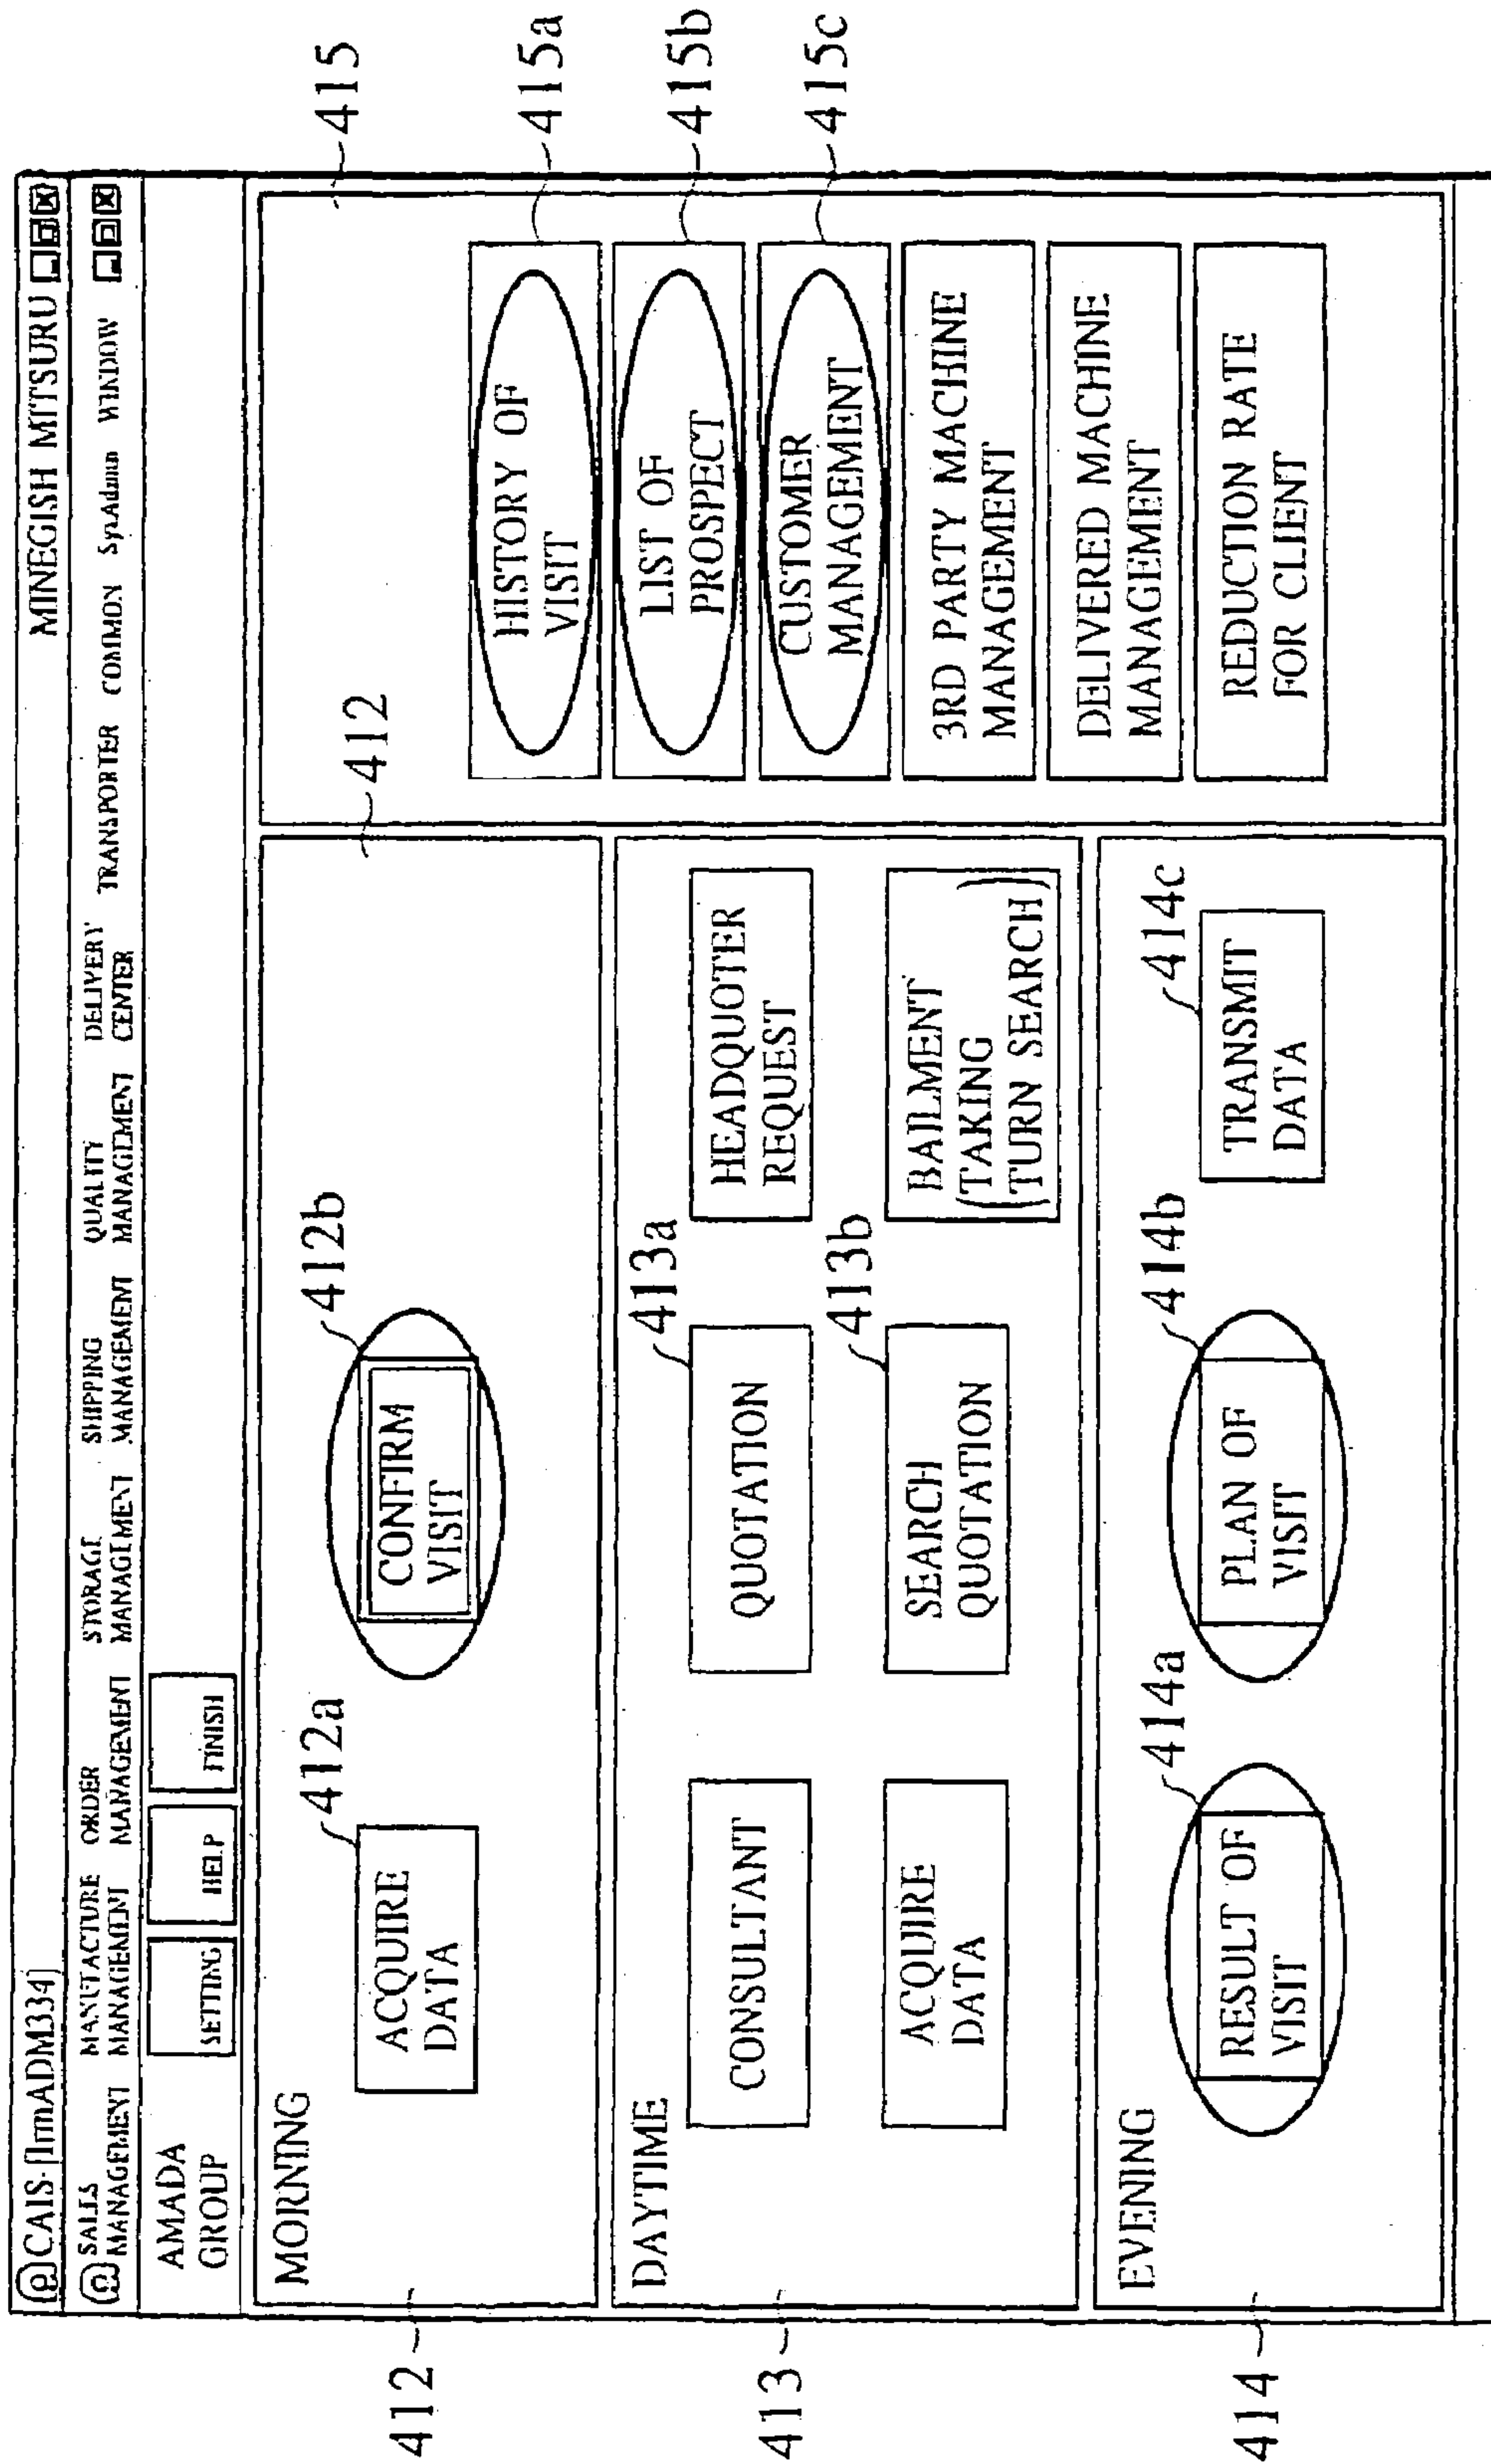 @CAIS-[1rmADM334] MINEGISH MITSURU
SALES MANAGEMENT MANUFACTURE MANAGEMENT ORDER MANAGEMENT STORAGE MANAGEMENT SHIPPING MANAGEMENT QUALITY MANAGEMENT DELIVERY CENTER TRANSPORTER COMMON SysAdmin WINDOW
AMADA
GROUP
SETTING HELP FINISH
412
MORNING
412a
ACQUIRE
DATA
412b
CONFIRM
VISIT
412
413
DAYTIME
CONSULTANT
413a
QUOTATION
HEADQUOTER
REQUEST
ACQUIRE
DATA
413b
SEARCH
QUOTATION
BAILMENT
(TAKING
TURN SEARCH)
414
EVENING
414a
RESULT OF
VISIT
414b
PLAN OF
VISIT
414c
TRANSMIT
DATA
415
HISTORY OF
VISIT
415a
LIST OF
PROSPECT
415b
CUSTOMER
MANAGEMENT
415c
3RD PARTY MACHINE
MANAGEMENT
DELIVERED MACHINE
MANAGEMENT
REDUCTION RATE
FOR CLIENT